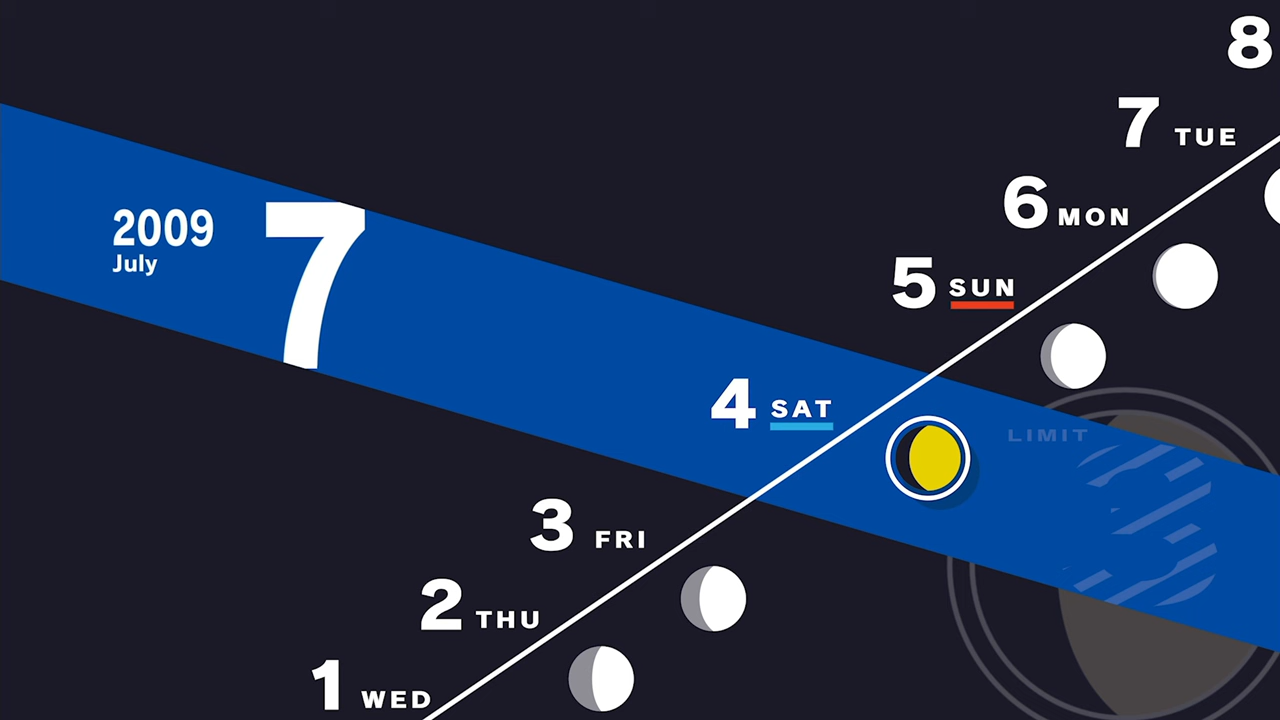 8
7 TUE
6 MON
2009 7
July
5 SUN
4 SAT
LIMIT
3
3 FRI
2 THU
1 WED